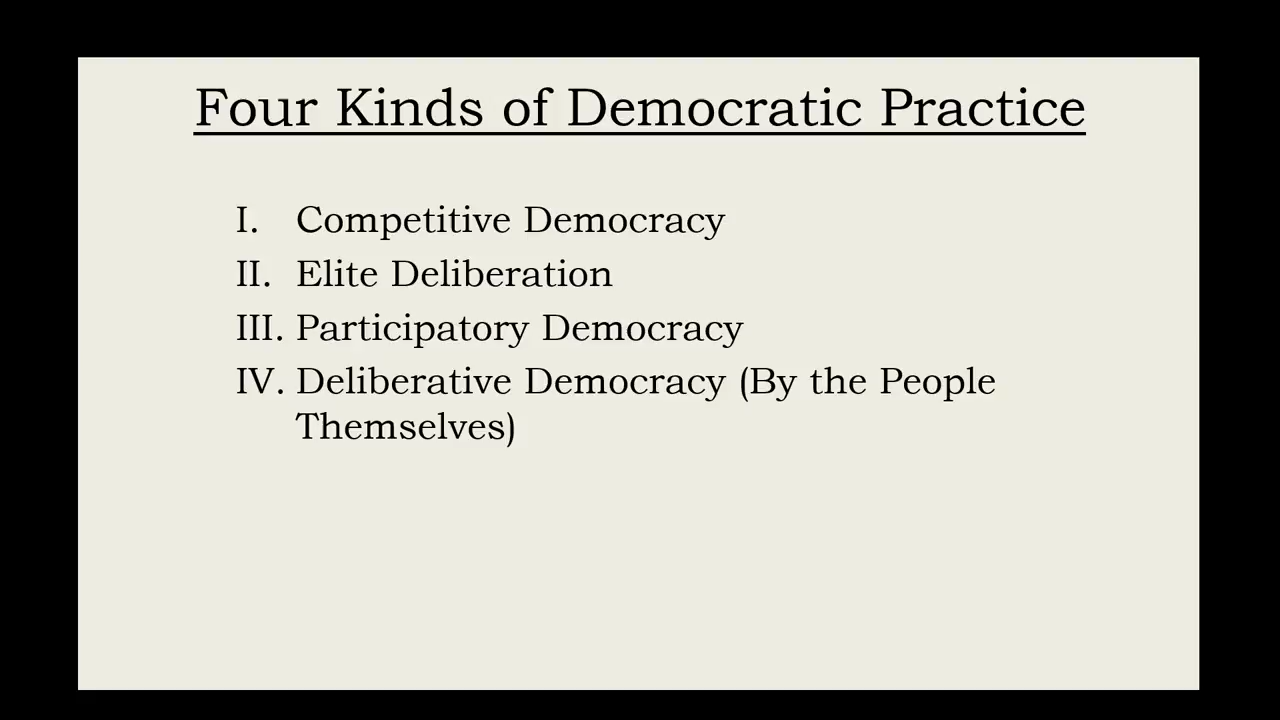 Four Kinds of Democratic Practice
I. Competitive Democracy
II. Elite Deliberation
III. Participatory Democracy
IV. Deliberative Democracy (By the People
Themselves)